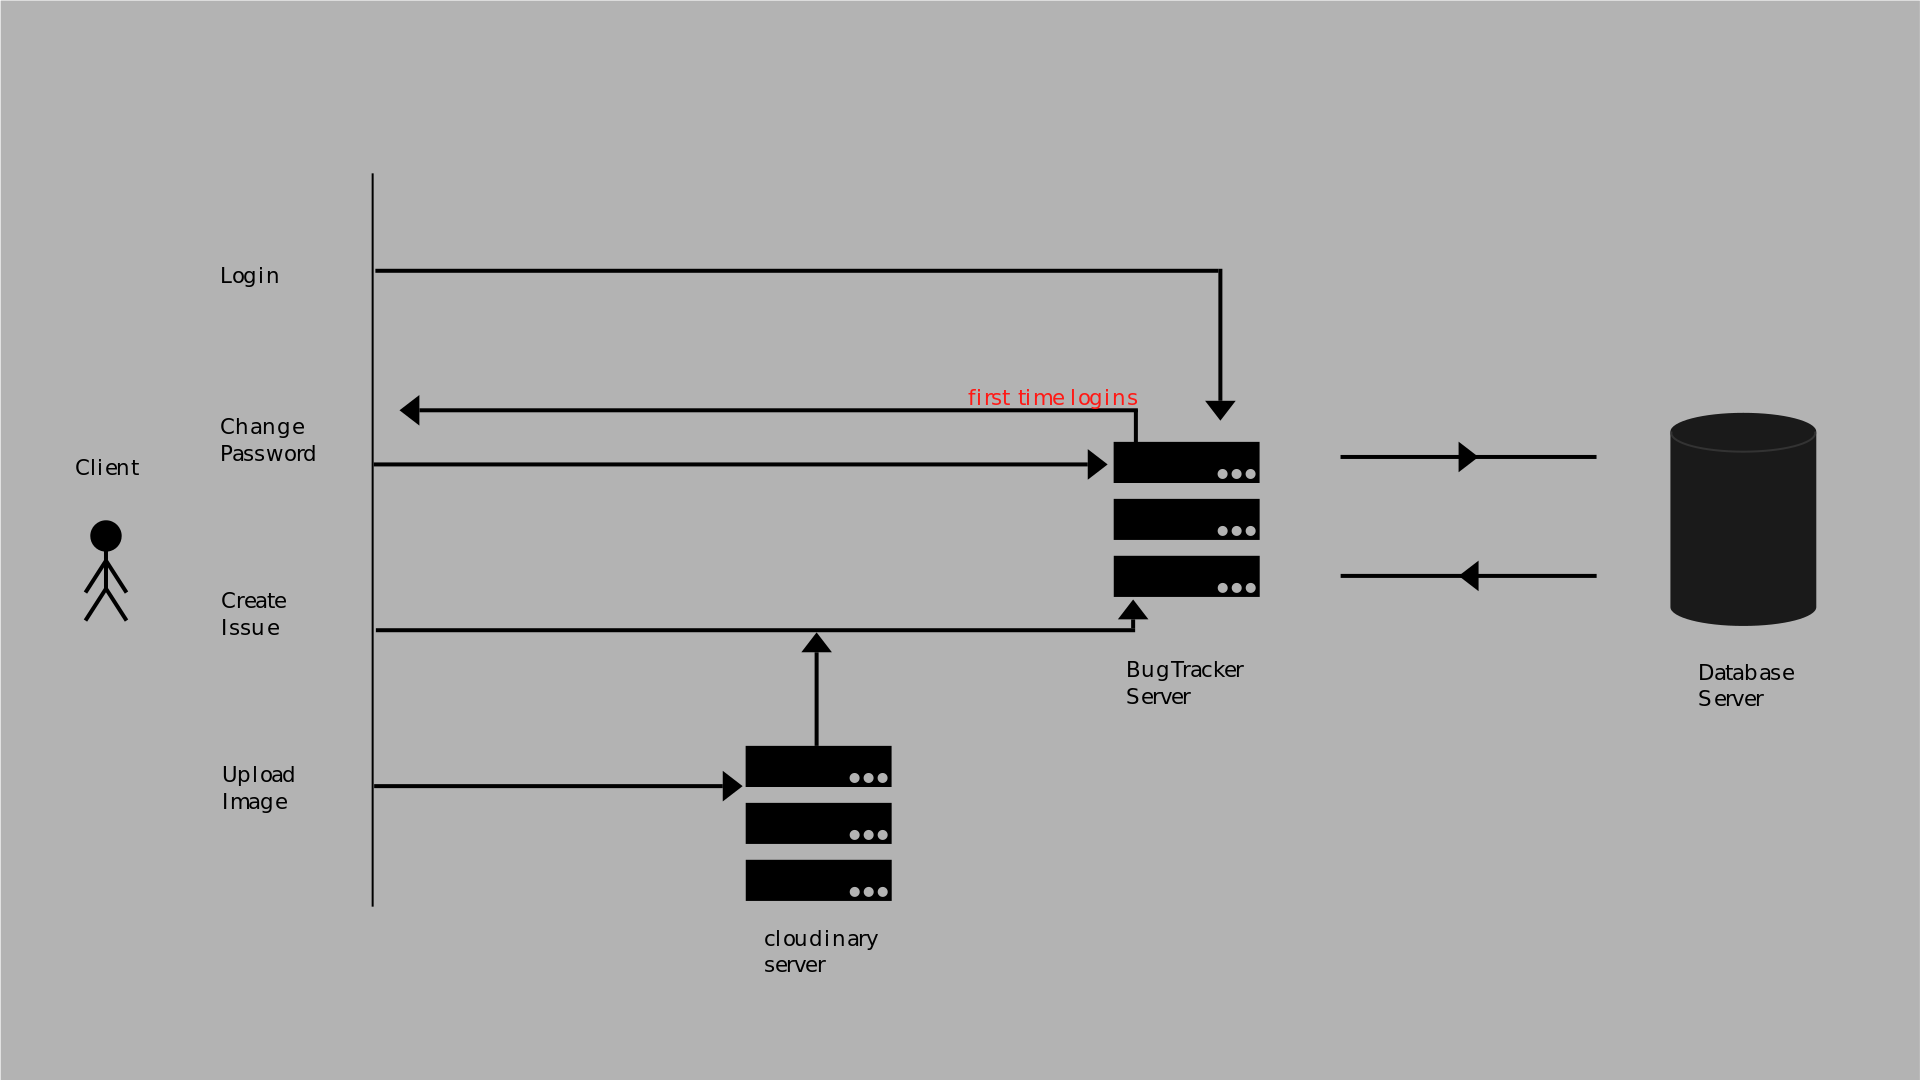 Login
first time logins
Change
Password
Client
Create
Issue
BugTracker
Server
Database
Server
Upload
Image
cloudinary
server